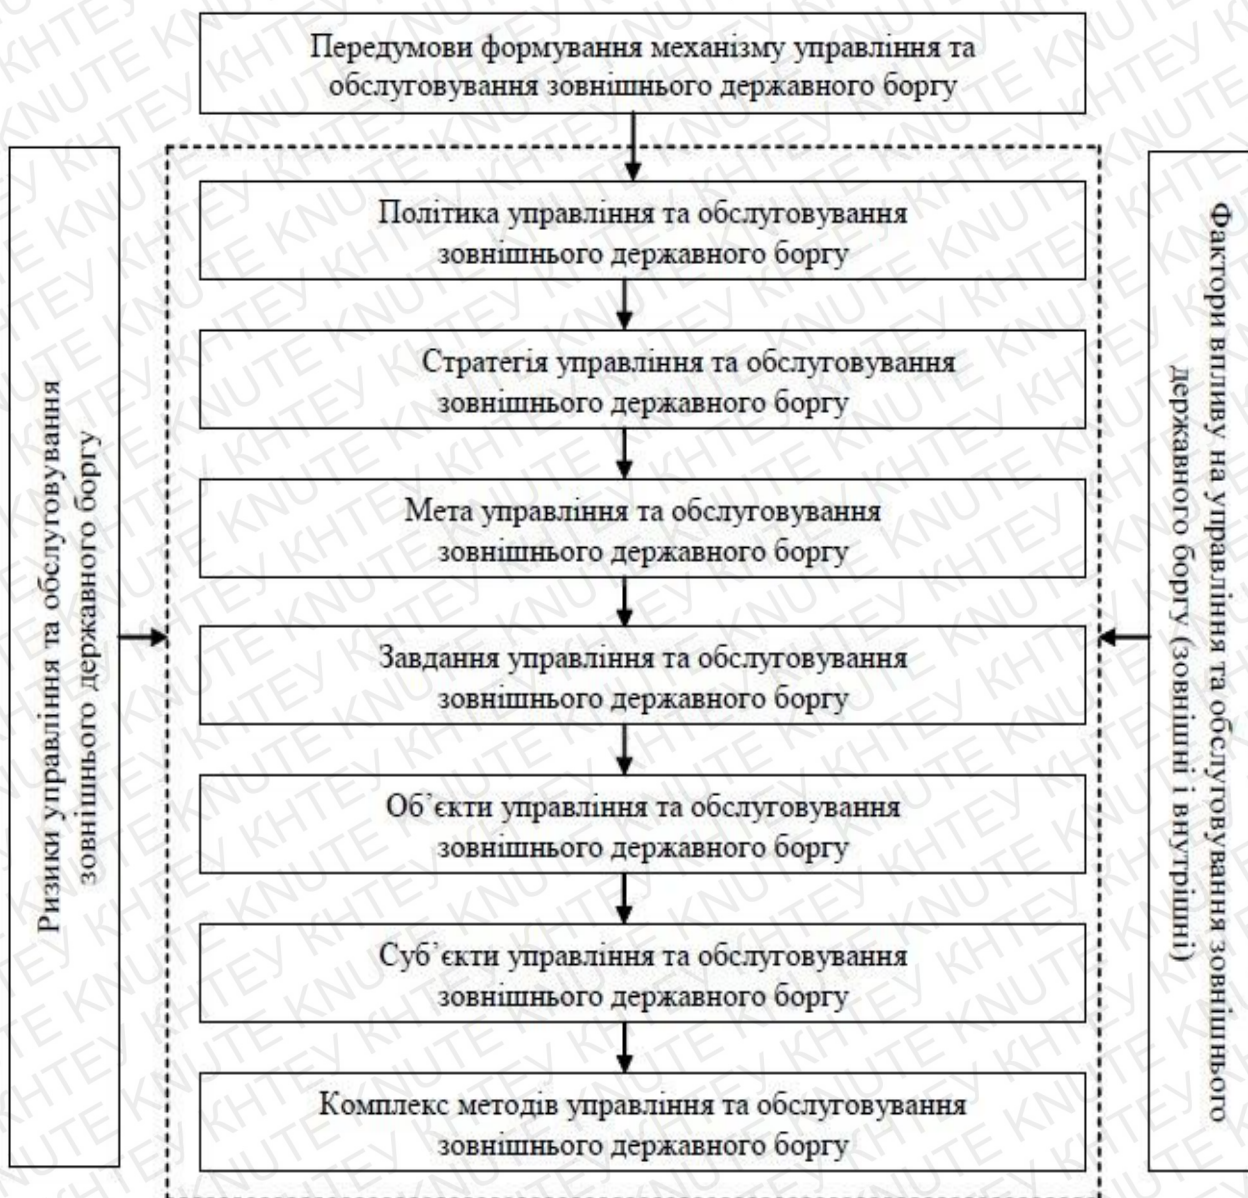 Передумови формування механізму управління та
обслуговування зовнішнього державного боргу
Ризики управління та обслуговування
зовнішнього державного боргу
Політика управління та обслуговування
зовнішнього державного боргу
Стратегія управління та обслуговування
зовнішнього державного боргу
Мета управління та обслуговування
зовнішнього державного боргу
Завдання управління та обслуговування
зовнішнього державного боргу
Об’єкти управління та обслуговування
зовнішнього державного боргу
Суб’єкти управління та обслуговування
зовнішнього державного боргу
Комплекс методів управління та обслуговування
зовнішнього державного боргу
Фактори впливу на управління та обслуговування зовнішнього
державного боргу (зовнішні і внутрішні)
KNUTE КНТЕУ